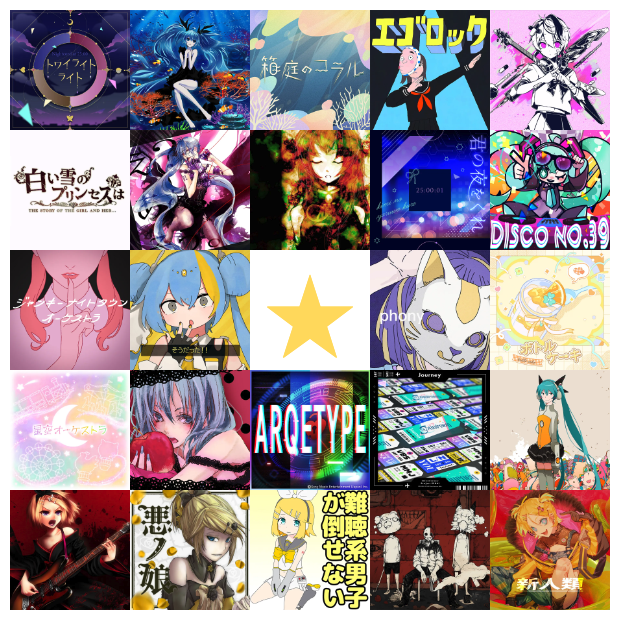 トワイライト
ライト
箱庭のコラル
エゴロック
白い雪の
プリンセスは
THE STORY OF THE GIRL AND HER...
25:00:01
君の夜をくれ
DISCO NO.39
ジャンキーナイトタウン
オーケストラ
そうだった!
phony
ボトルケーキ
星空オーケストラ
ARQETYPE
Journey
悪ノ娘
難聴系男子
が倒せない
新人類